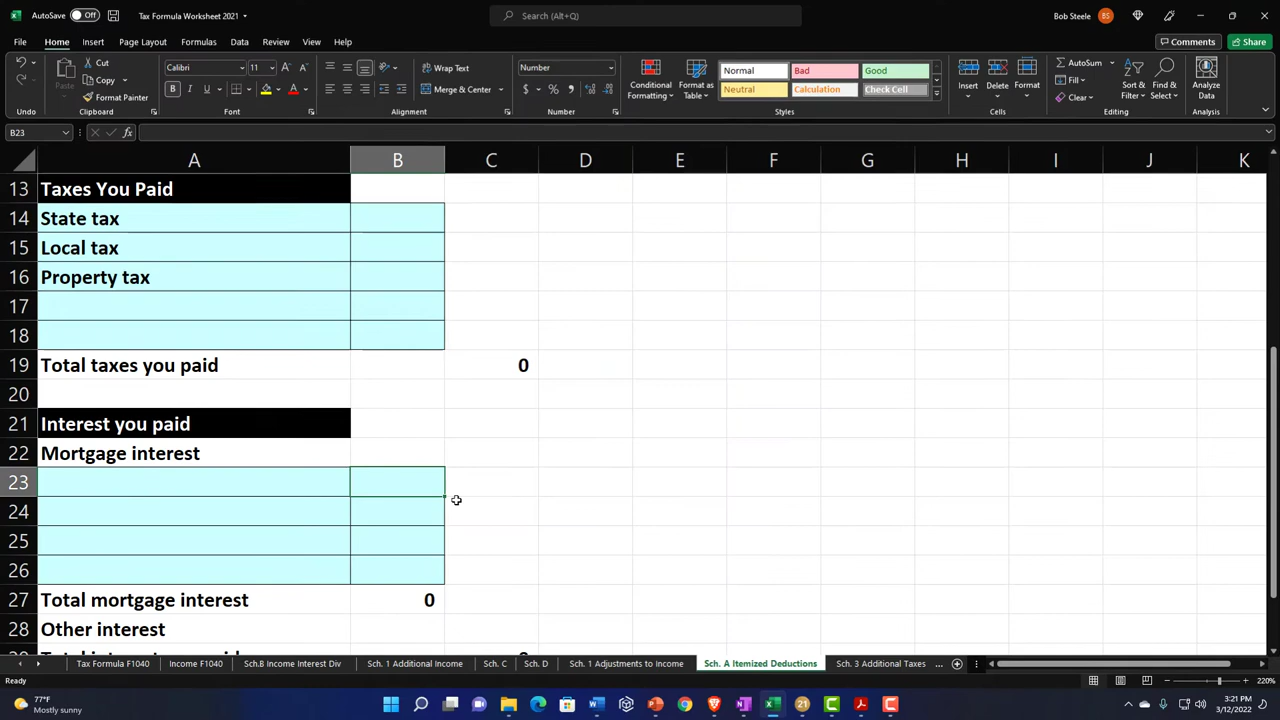 AutoSave Off Tax Formula Worksheet 2021 Search (Alt+Q) Bob Steele BS
File Home Insert Page Layout Formulas Data Review View Help Comments Share
Paste Cut Copy Format Painter
Calibri 11 B I U A A A
Wrap Text Merge & Center
Number $ % 9
Conditional Formatting Format as Table
Normal Bad Good
Neutral Calculation Check Cell
Insert Delete Format
AutoSum Fill Clear Sort & Filter Find & Select Analyze Data
Undo Clipboard Font Alignment Number Styles Cells Editing Analysis
B23 fx
A B C D E F G H I J K
13 Taxes You Paid
14 State tax
15 Local tax
16 Property tax
17
18
19 Total taxes you paid 0
20
21 Interest you paid
22 Mortgage interest
23
24
25
26
27 Total mortgage interest 0
28 Other interest
Tax Formula F1040 Income F1040 Sch.B Income Interest Div Sch. 1 Additional Income Sch. C Sch. D Sch. 1 Adjustments to Income Sch. A Itemized Deductions Sch. 3 Additional Taxes ...
Ready 220%
77°F
Mostly sunny
21
3:21 PM
3/12/2022